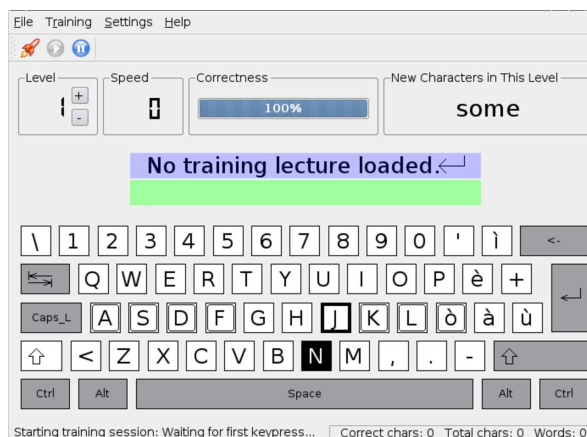 File Training Settings Help
Level Speed Correctness New Characters in This Level
1 + - 0 100% some
No training lecture loaded.
\ 1 2 3 4 5 6 7 8 9 0 ' ì <-
Q W E R T Y U I O P è +
Caps_L A S D F G H J K L ò à ù
< Z X C V B N M , . -
Ctrl Alt Space Alt Ctrl
Starting training session: Waiting for first keypress... Correct chars: 0 Total chars: 0 Words: 0